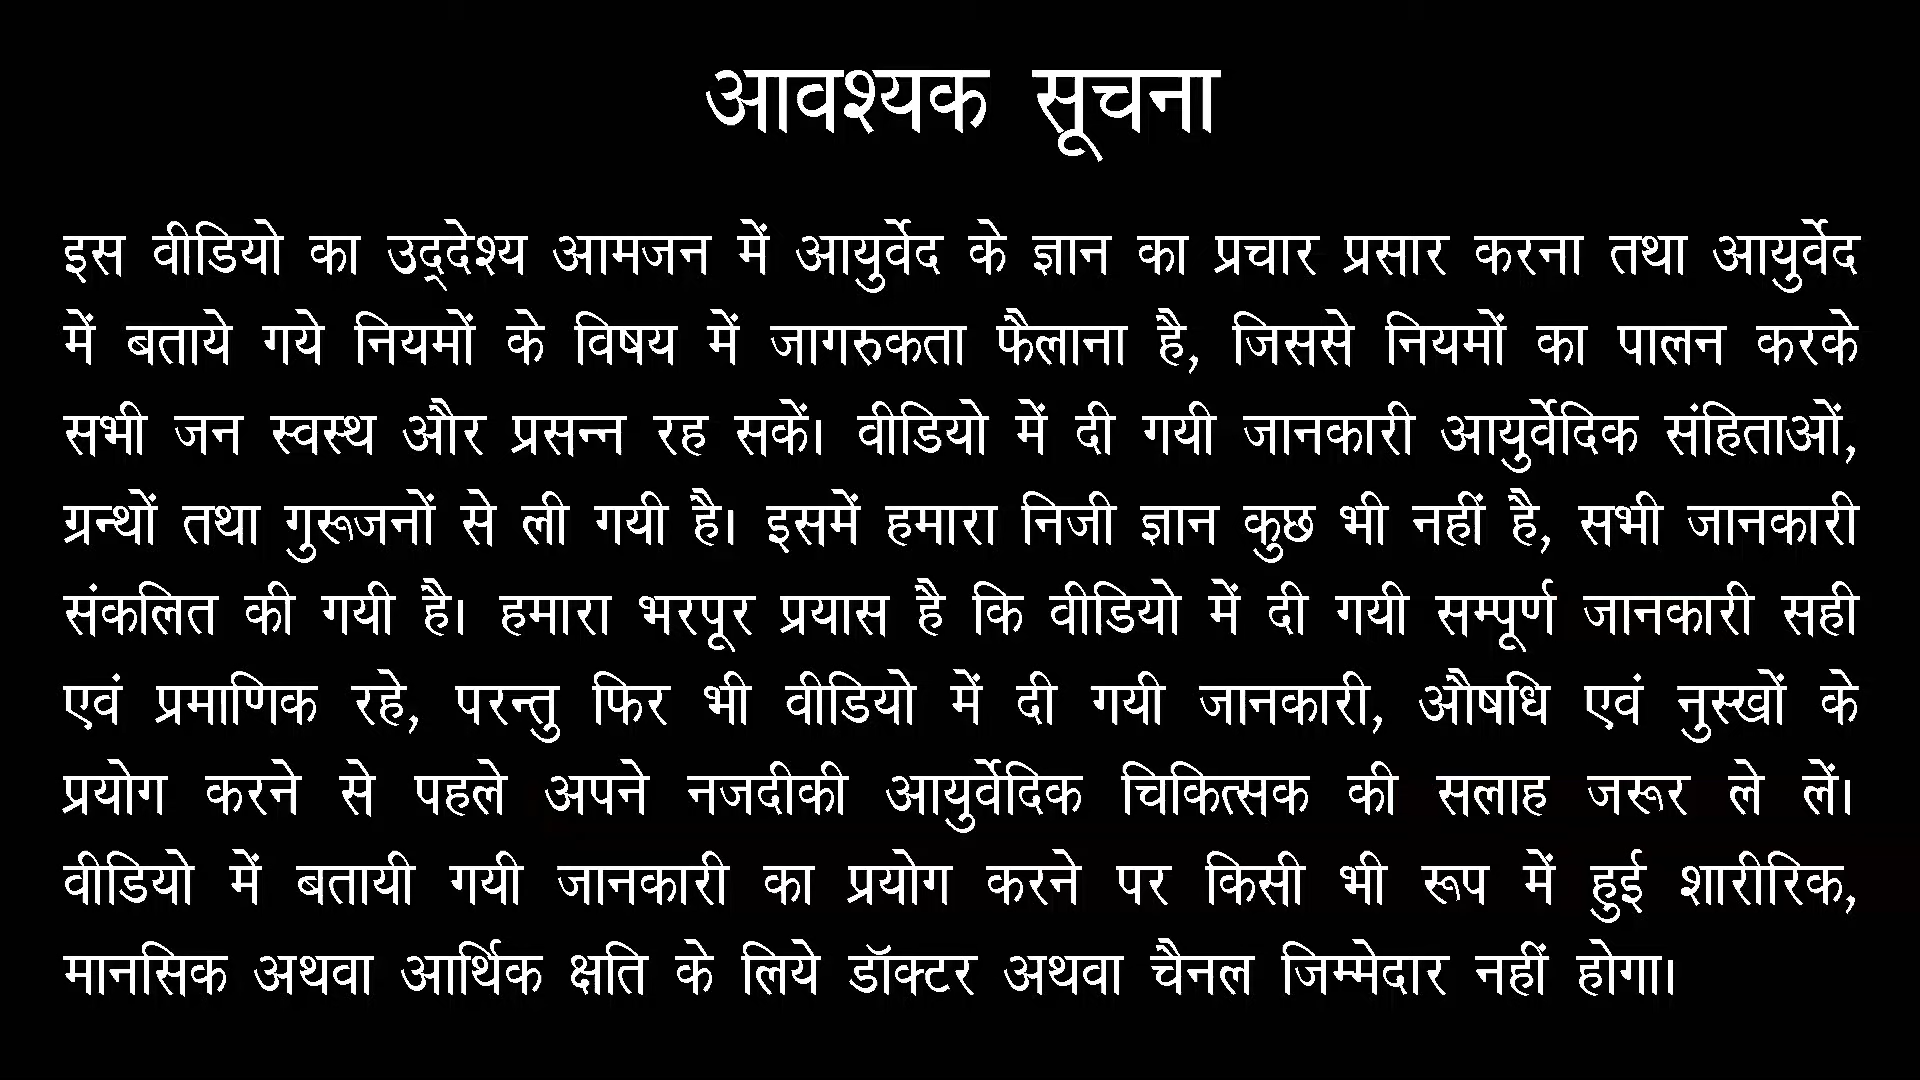 आवश्यक सूचना
इस वीडियो का उद्‌देश्य आमजन में आयुर्वेद के ज्ञान का प्रचार प्रसार करना तथा आयुर्वेद
में बताये गये नियमों के विषय में जागरुकता फैलाना है, जिससे नियमों का पालन करके
सभी जन स्वस्थ और प्रसन्न रह सकें। वीडियो में दी गयी जानकारी आयुर्वेदिक संहिताओं,
ग्रन्थों तथा गुरूजनों से ली गयी है। इसमें हमारा निजी ज्ञान कुछ भी नहीं है, सभी जानकारी
संकलित की गयी है। हमारा भरपूर प्रयास है कि वीडियो में दी गयी सम्पूर्ण जानकारी सही
एवं प्रमाणिक रहे, परन्तु फिर भी वीडियो में दी गयी जानकारी, औषधि एवं नुस्खों के
प्रयोग करने से पहले अपने नजदीकी आयुर्वेदिक चिकित्सक की सलाह जरूर ले लें।
वीडियो में बतायी गयी जानकारी का प्रयोग करने पर किसी भी रूप में हुई शारीरिक,
मानसिक अथवा आर्थिक क्षति के लिये डॉक्टर अथवा चैनल जिम्मेदार नहीं होगा।